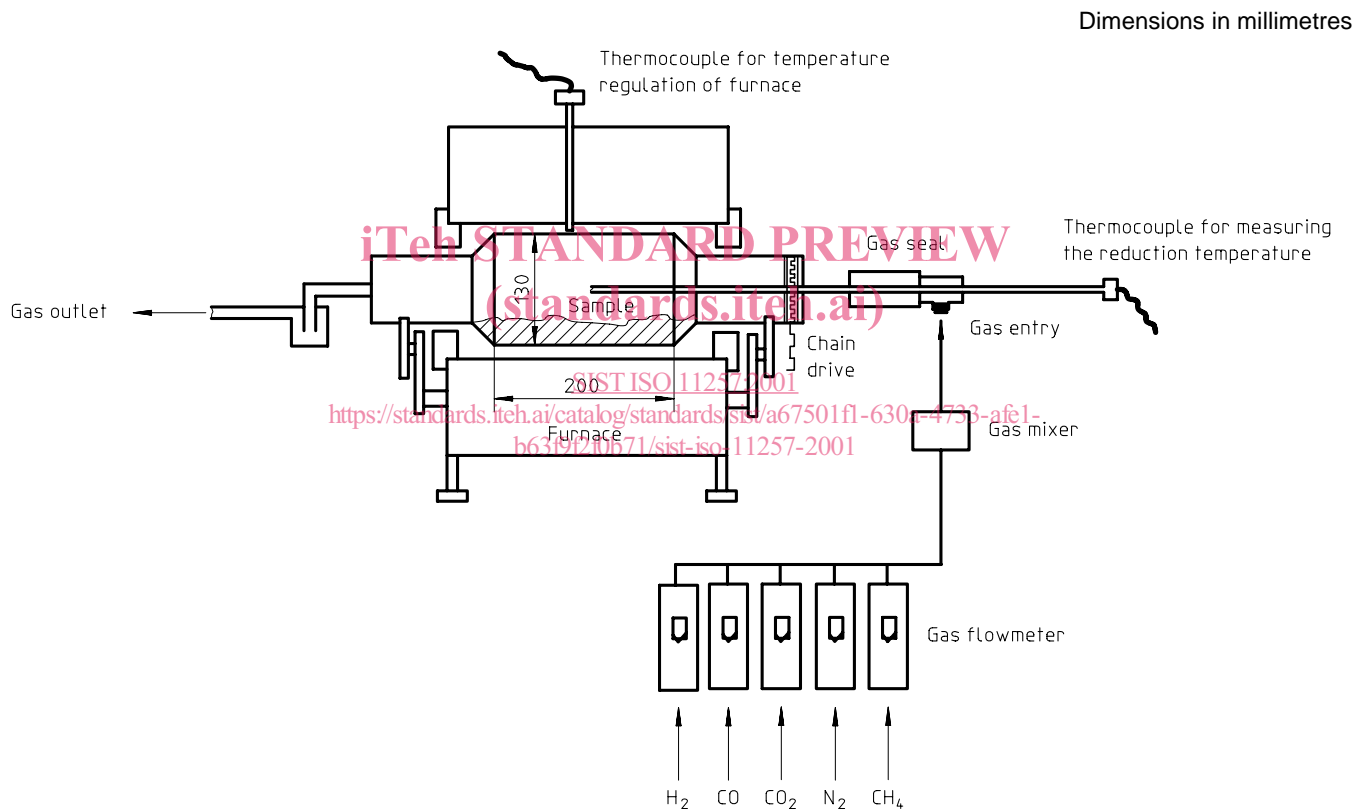 Dimensions in millimetres
Thermocouple for temperature
regulation of furnace
iTeh STANDARD PREVIEW
(standards.iteh.ai)
Gas seal
Thermocouple for measuring
the reduction temperature
130
Sample
Gas outlet
Gas entry
Chain
drive
SIST ISO 11257:2001
200
https://standards.iteh.ai/catalog/standards/sist/a67501f1-630a-4733-afe1-
b63f9f2f0b71/sist-iso-11257-2001
Furnace
Gas mixer
Gas flowmeter
H₂ CO CO₂ N₂ CH₄